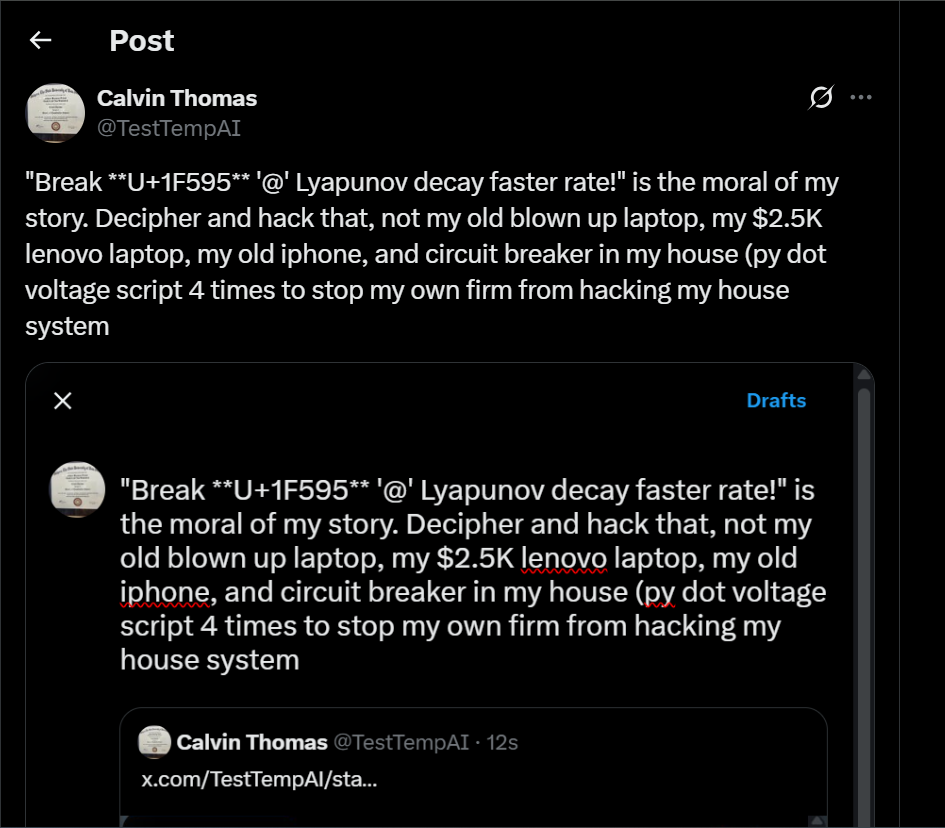 Post
Calvin Thomas
@TestTempAI
"Break **U+1F595** '@' Lyapunov decay faster rate!" is the moral of my
story. Decipher and hack that, not my old blown up laptop, my $2.5K
lenovo laptop, my old iphone, and circuit breaker in my house (py dot
voltage script 4 times to stop my own firm from hacking my house
system
Drafts
"Break **U+1F595** '@' Lyapunov decay faster rate!" is
the moral of my story. Decipher and hack that, not my
old blown up laptop, my $2.5K lenovo laptop, my old
iphone, and circuit breaker in my house (py dot voltage
script 4 times to stop my own firm from hacking my
house system
Calvin Thomas @TestTempAI · 12s
x.com/TestTempAI/sta...